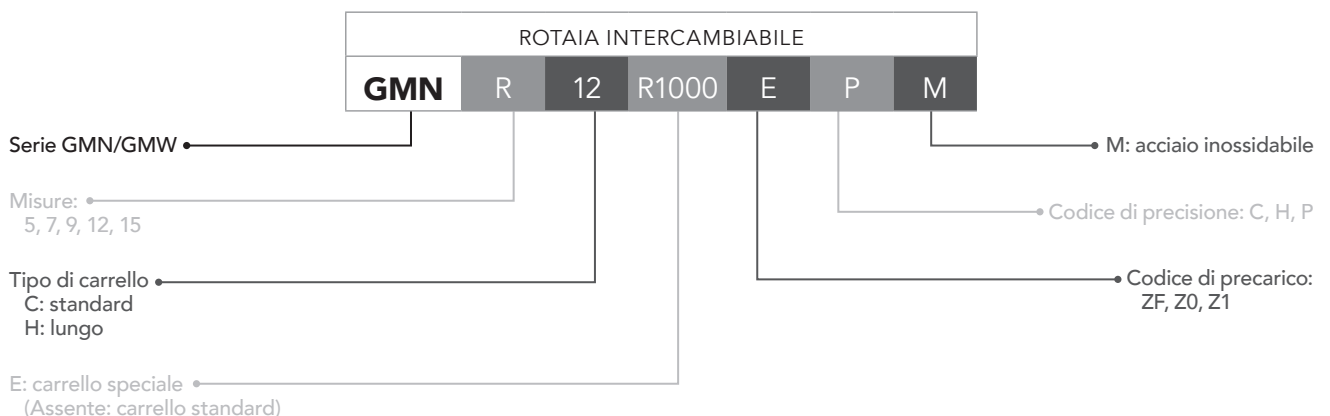 ROTAIA INTERCAMBIABILE
GMN R 12 R1000 E P M
Serie GMN/GMW
M: acciaio inossidabile
Misure:
5, 7, 9, 12, 15
Codice di precisione: C, H, P
Tipo di carrello
C: standard
H: lungo
Codice di precarico:
ZF, Z0, Z1
E: carrello speciale
(Assente: carrello standard)